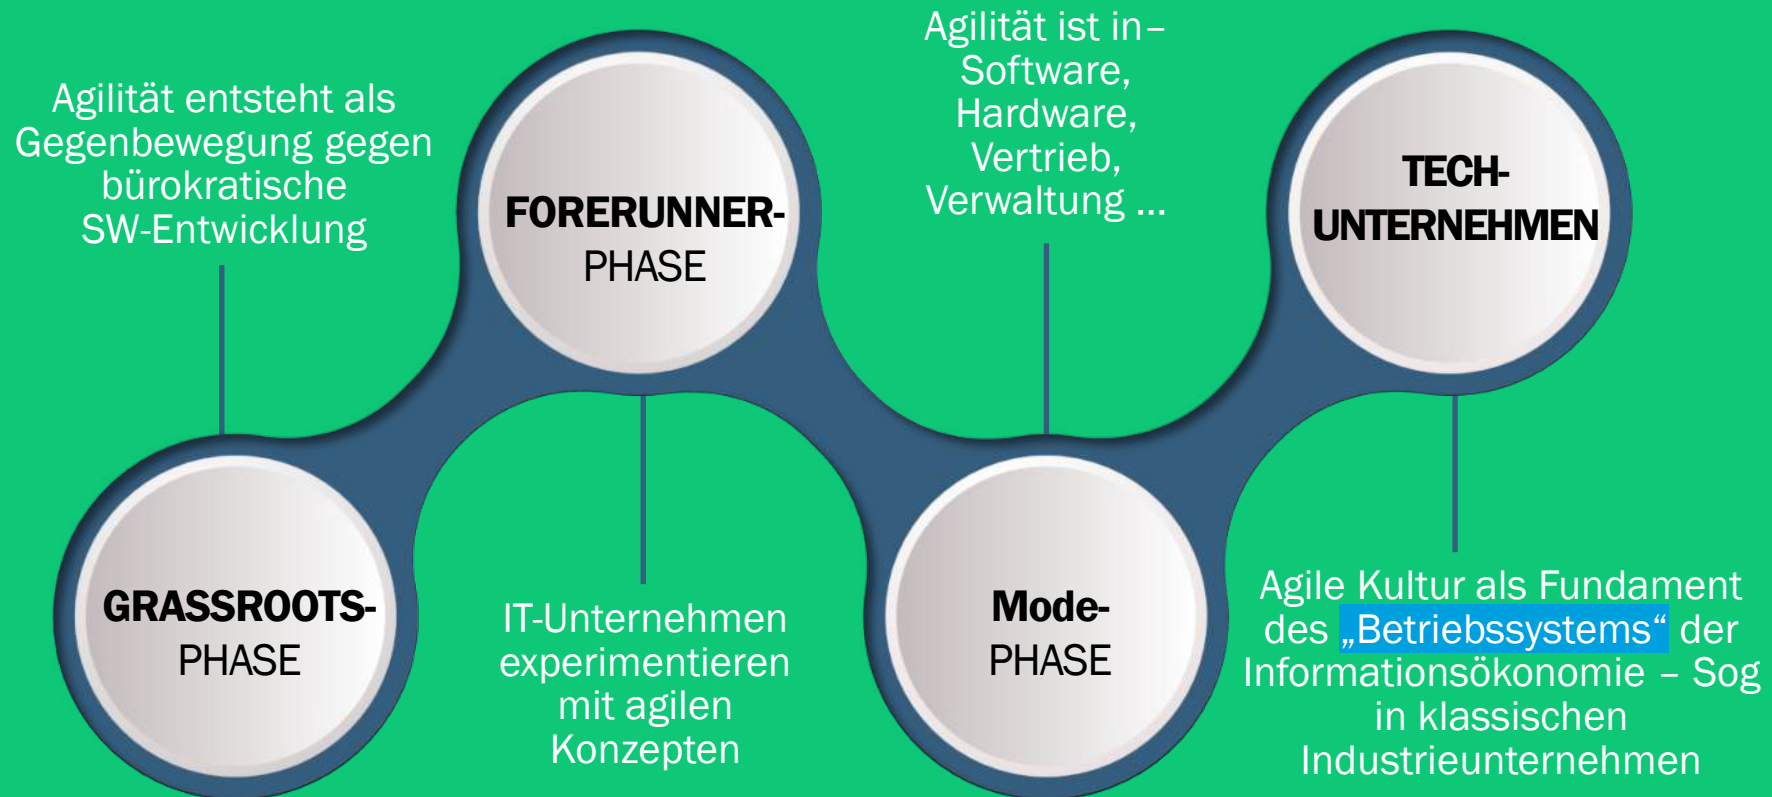 Agilität entsteht als
Gegenbewegung gegen
bürokratische
SW-Entwicklung
GRASSROOTS-
PHASE
FORERUNNER-
PHASE
IT-Unternehmen
experimentieren
mit agilen
Konzepten
Agilität ist in–
Software,
Hardware,
Vertrieb,
Verwaltung ...
Mode-
PHASE
TECH-
UNTERNEHMEN
Agile Kultur als Fundament
des „Betriebssystems“ der
Informationsökonomie – Sog
in klassischen
Industrieunternehmen